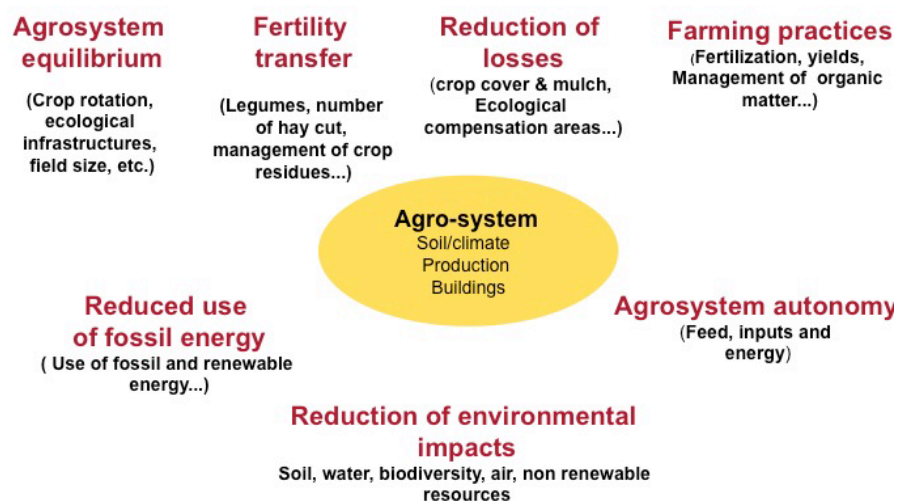 Agrosystem
equilibrium
(Crop rotation,
ecological
infrastructures,
field size, etc.)
Fertility
transfer
(Legumes, number
of hay cut,
management of crop
residues...)
Reduction of
losses
(crop cover & mulch,
Ecological
compensation areas...)
Farming practices
(Fertilization, yields,
Management of organic
matter...)
Agro-system
Soil/climate
Production
Buildings
Reduced use
of fossil energy
( Use of fossil and renewable
energy...)
Agrosystem autonomy
(Feed, inputs and
energy)
Reduction of environmental
impacts
Soil, water, biodiversity, air, non renewable
resources